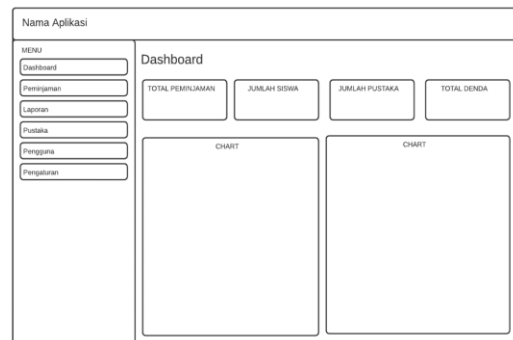 Nama Aplikasi
MENU
Dashboard
Peminjaman
Laporan
Pustaka
Pengguna
Pengaturan
Dashboard
TOTAL PEMINJAMAN
JUMLAH SISWA
JUMLAH PUSTAKA
TOTAL DENDA
CHART
CHART